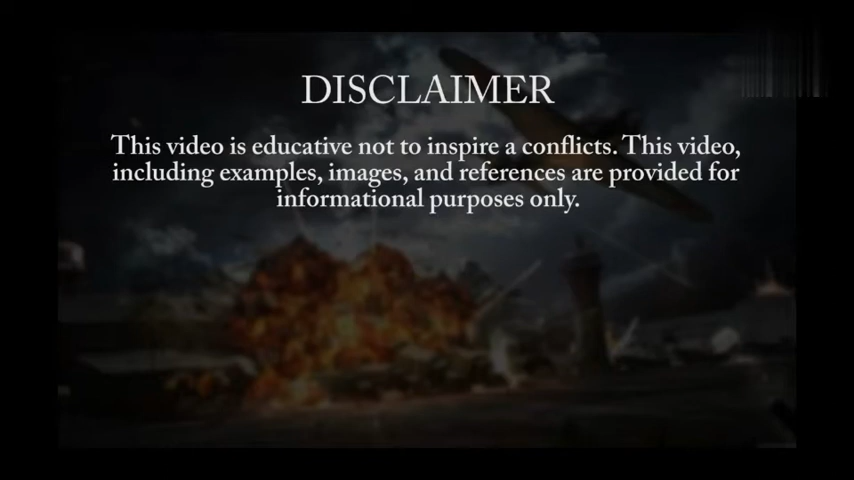 DISCLAIMER
This video is educative not to inspire a conflicts. This video,
including examples, images, and references are provided for
informational purposes only.